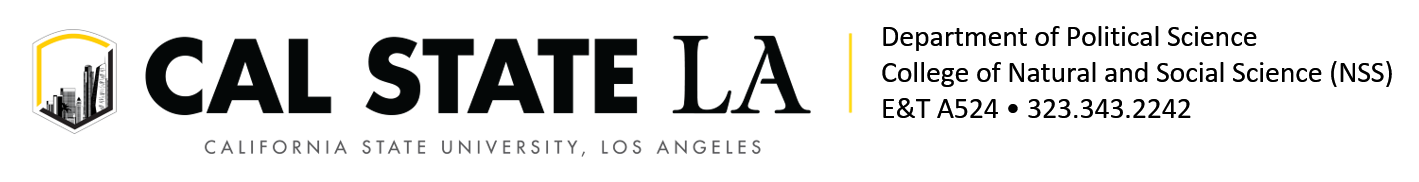 CAL STATE LA
CALIFORNIA STATE UNIVERSITY, LOS ANGELES
Department of Political Science
College of Natural and Social Science (NSS)
E&T A524 • 323.343.2242